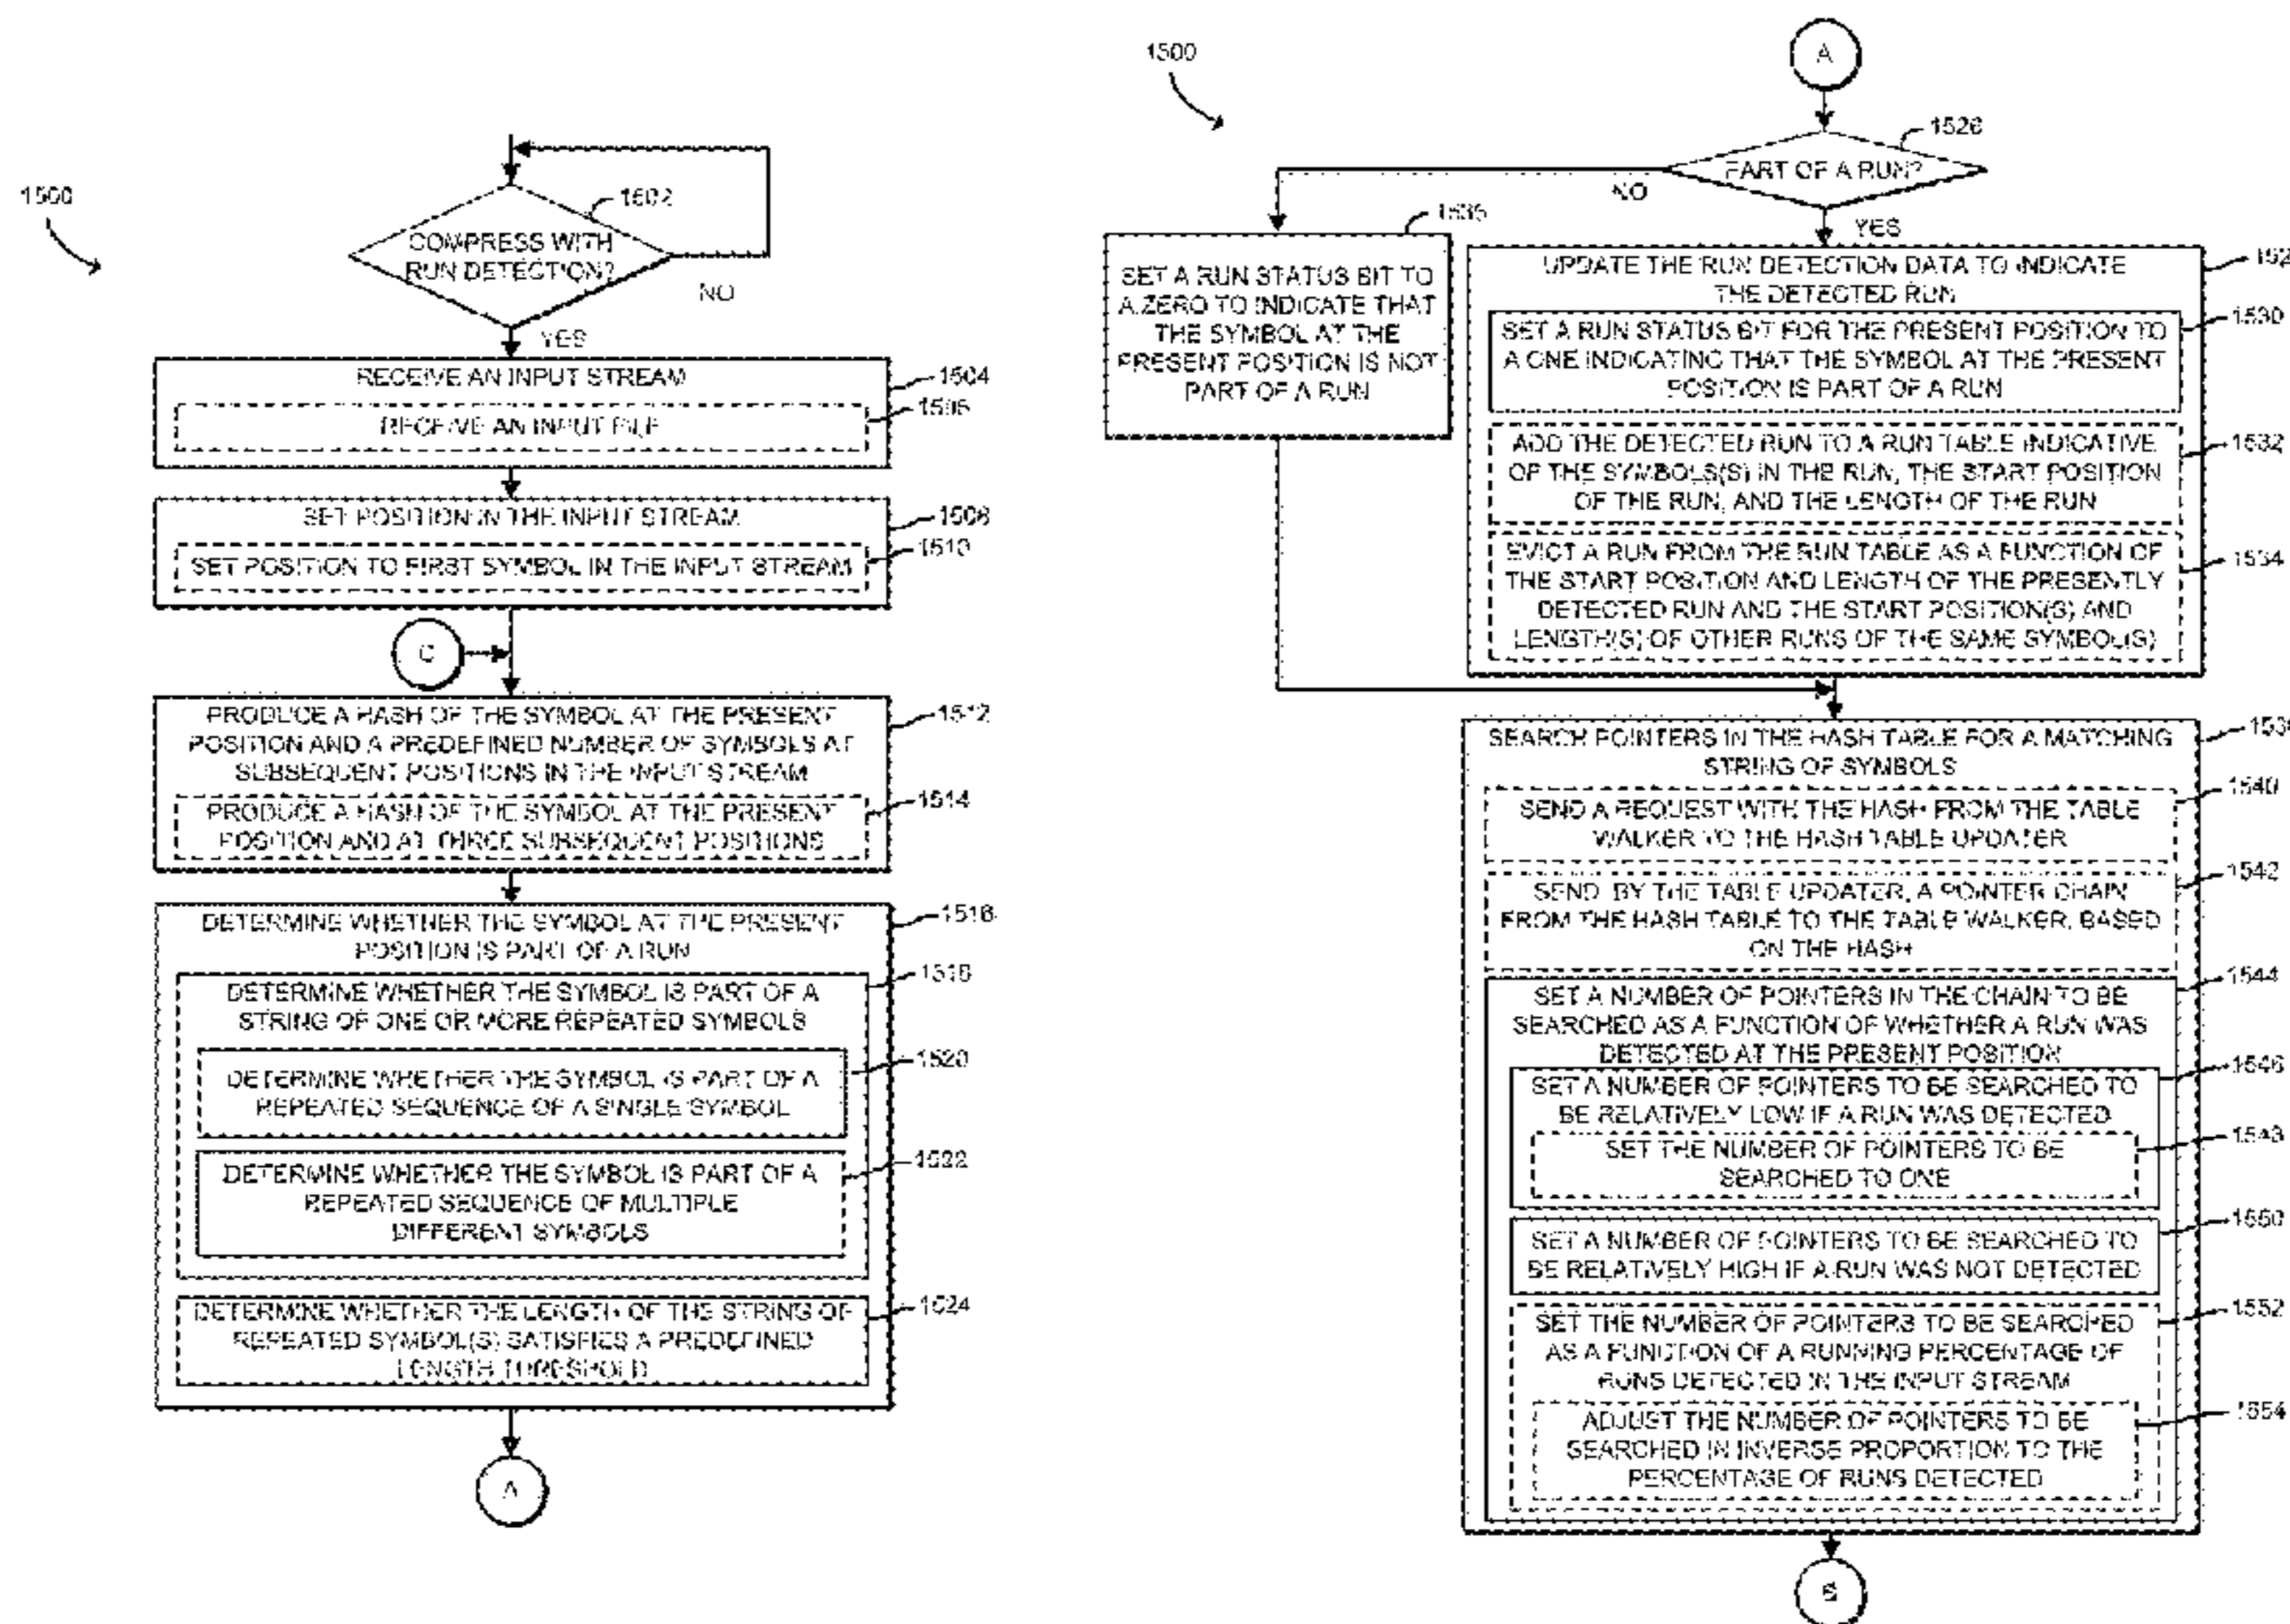 1500
1502
COMPRESS WITH
RUN DETECTION?
NO
YES
RECEIVE AN INPUT STREAM
1504
RECEIVE AN INPUT FILE
SET POSITION IN THE INPUT STREAM
1508
SET POSITION TO FIRST SYMBOL IN THE INPUT STREAM
1510
C
PRODUCE A HASH OF THE SYMBOL AT THE PRESENT
POSITION AND A PREDEFINED NUMBER OF SYMBOLS AT
SUBSEQUENT POSITIONS IN THE INPUT STREAM
1512
PRODUCE A HASH OF THE SYMBOL AT THE PRESENT
POSITION AND AT THREE SUBSEQUENT POSITIONS
1514
DETERMINE WHETHER THE SYMBOL AT THE PRESENT
POSITION IS PART OF A RUN
1516
DETERMINE WHETHER THE SYMBOL IS PART OF A
STRING OF ONE OR MORE REPEATED SYMBOLS
1518
DETERMINE WHETHER THE SYMBOL IS PART OF A
REPEATED SEQUENCE OF A SINGLE SYMBOL
1520
DETERMINE WHETHER THE SYMBOL IS PART OF A
REPEATED SEQUENCE OF MULTIPLE
DIFFERENT SYMBOLS
1522
DETERMINE WHETHER THE LENGTH OF THE STRING OF
REPEATED SYMBOL(S) SATISFIES A PREDEFINED
LENGTH THRESHOLD
1524
A
1500
A
1526
PART OF A RUN?
NO
YES
SET A RUN STATUS BIT TO
A ZERO TO INDICATE THAT
THE SYMBOL AT THE
PRESENT POSITION IS NOT
PART OF A RUN
UPDATE THE RUN DETECTION DATA TO INDICATE
THE DETECTED RUN
152
SET A RUN STATUS BIT FOR THE PRESENT POSITION TO
A ONE INDICATING THAT THE SYMBOL AT THE PRESENT
POSITION IS PART OF A RUN
1530
ADD THE DETECTED RUN TO A RUN TABLE INDICATIVE
OF THE SYMBOLS(S) IN THE RUN, THE START POSITION
OF THE RUN, AND THE LENGTH OF THE RUN
1532
EVICT A RUN FROM THE RUN TABLE AS A FUNCTION OF
THE START POSITION AND LENGTH OF THE PRESENTLY
DETECTED RUN AND THE START POSITION(S) AND
LENGTH(S) OF OTHER RUNS OF THE SAME SYMBOL(S)
1534
SEARCH POINTERS IN THE HASH TABLE FOR A MATCHING
STRING OF SYMBOLS
SEND A REQUEST WITH THE HASH FROM THE TABLE
WALKER TO THE HASH TABLE UPDATER
1540
SEND, BY THE TABLE UPDATER, A POINTER CHAIN
FROM THE HASH TABLE TO THE TABLE WALKER, BASED
ON THE HASH
1542
SET A NUMBER OF POINTERS IN THE CHAIN TO BE
SEARCHED AS A FUNCTION OF WHETHER A RUN WAS
DETECTED AT THE PRESENT POSITION
1544
SET A NUMBER OF POINTERS TO BE SEARCHED TO
BE RELATIVELY LOW IF A RUN WAS DETECTED
1546
SET THE NUMBER OF POINTERS TO BE
SEARCHED TO ONE
1548
SET A NUMBER OF POINTERS TO BE SEARCHED TO
BE RELATIVELY HIGH IF A RUN WAS NOT DETECTED
1550
SET THE NUMBER OF POINTERS TO BE SEARCHED
AS A FUNCTION OF A RUNNING PERCENTAGE OF
RUNS DETECTED IN THE INPUT STREAM
1552
ADJUST THE NUMBER OF POINTERS TO BE
SEARCHED IN INVERSE PROPORTION TO THE
PERCENTAGE OF RUNS DETECTED
1554